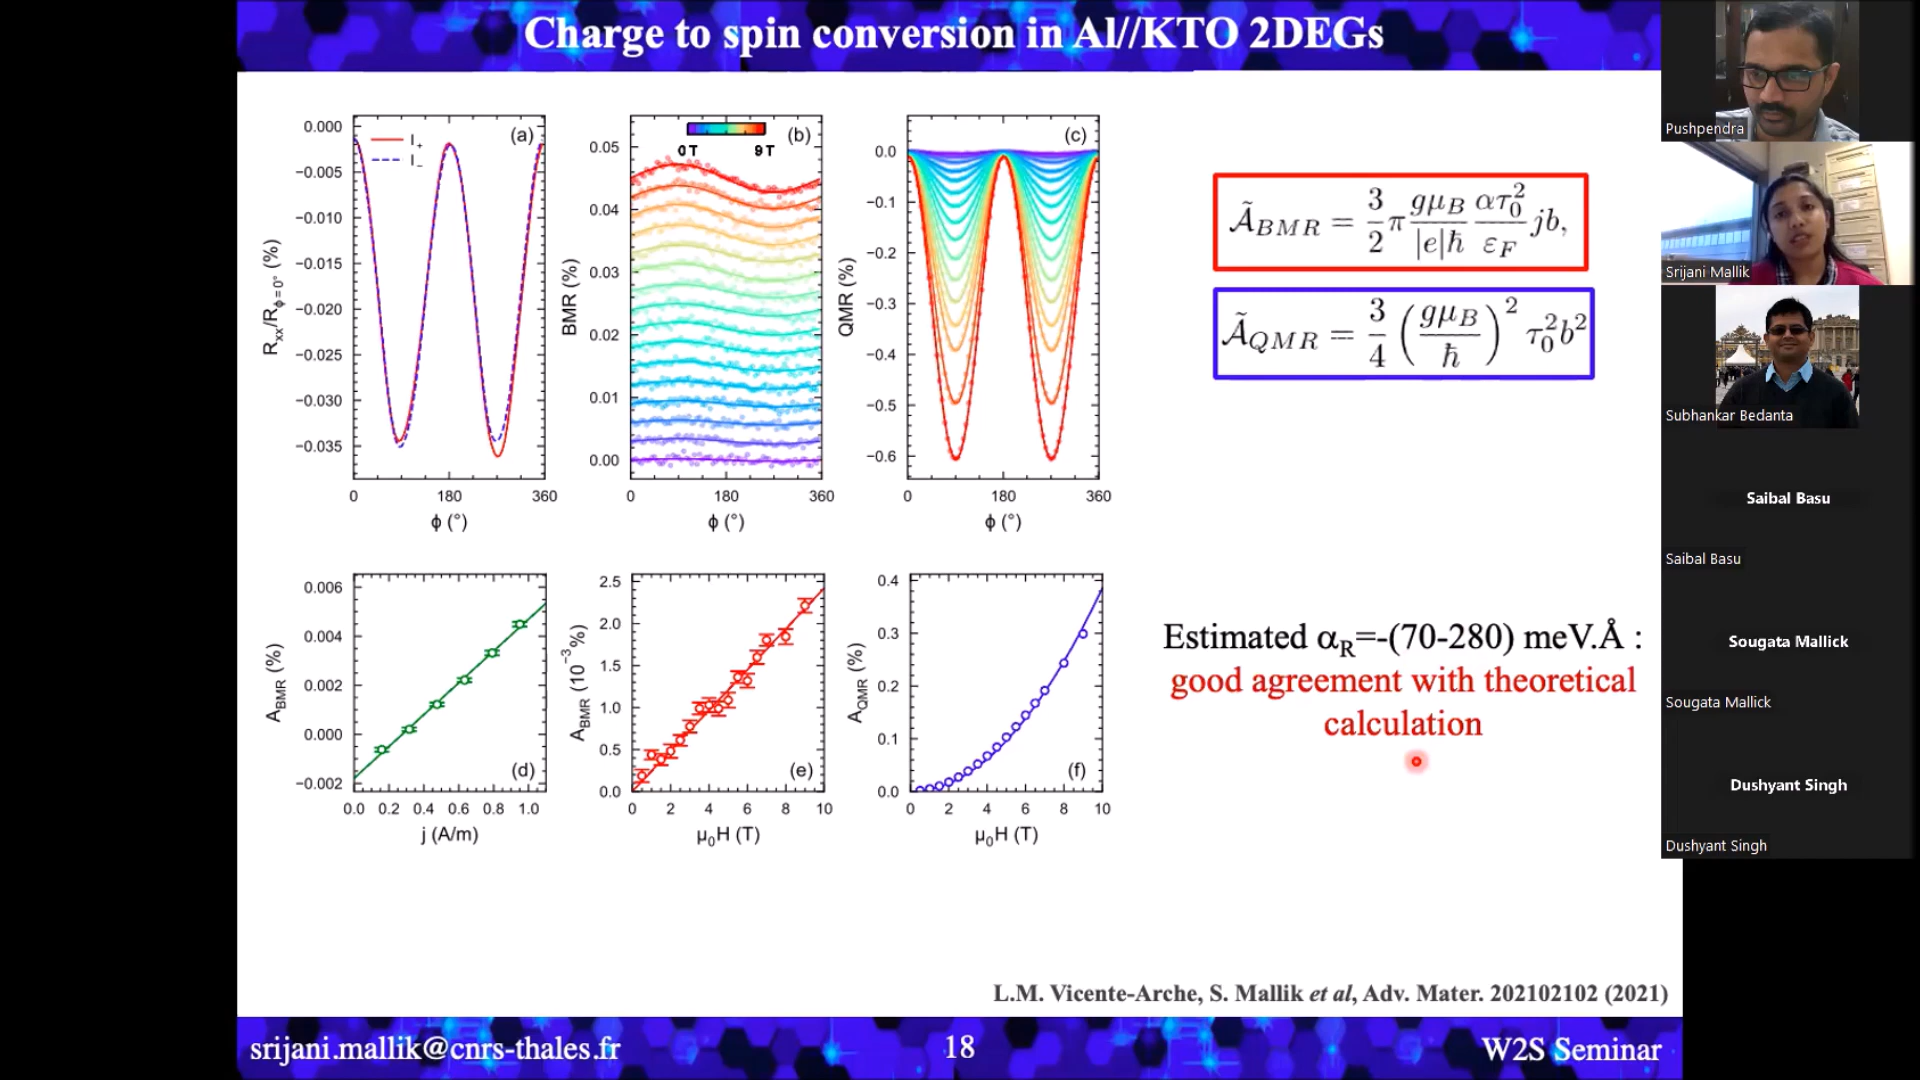 Charge to spin conversion in Al//KTO 2DEGs
0.000
−0.005
−0.010
−0.015
−0.020
−0.025
−0.030
−0.035
R_xx/R_ϕ=0° (%)
I₊
I₋
(a)
0 180 360
ϕ (°)
0.05
0.04
0.03
0.02
0.01
0.00
BMR (%)
0T 9T
(b)
0 180 360
ϕ (°)
0.0
−0.1
−0.2
−0.3
−0.4
−0.5
−0.6
QMR (%)
(c)
0 180 360
ϕ (°)
Ã_BMR = 3/2 π gμ_B/|e|ħ ατ₀²/ε_F jb,
Ã_QMR = 3/4 (gμ_B/ħ)² τ₀²b²
0.006
0.004
0.002
0.000
−0.002
A_BMR (%)
(d)
0.0 0.2 0.4 0.6 0.8 1.0
j (A/m)
2.5
2.0
1.5
1.0
0.5
0.0
A_BMR (10⁻³%)
(e)
0 2 4 6 8 10
μ₀H (T)
0.4
0.3
0.2
0.1
0.0
A_QMR (%)
(f)
0 2 4 6 8 10
μ₀H (T)
Estimated α_R=-(70-280) meV.Å :
good agreement with theoretical
calculation
L.M. Vicente-Arche, S. Mallik et al, Adv. Mater. 202102102 (2021)
srijani.mallik@cnrs-thales.fr
18
W2S Seminar
Pushpendra
Srijani Mallik
Subhankar Bedanta
Saibal Basu
Saibal Basu
Sougata Mallick
Sougata Mallick
Dushyant Singh
Dushyant Singh